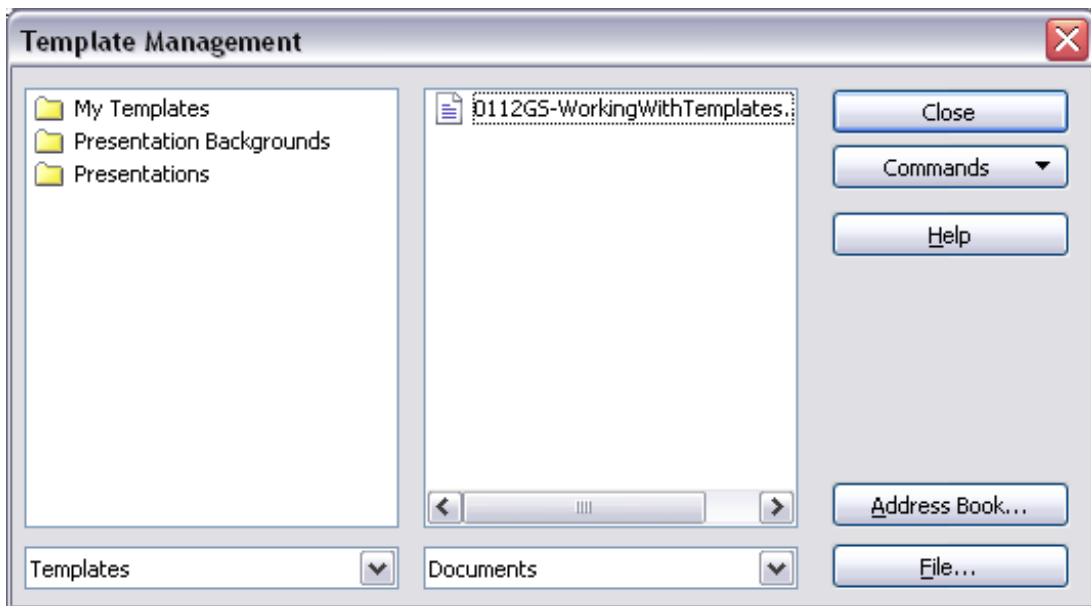 Template Management
My Templates
Presentation Backgrounds
Presentations
0112GS-WorkingWithTemplates.
Close
Commands
Help
Address Book...
Templates
Documents
File...